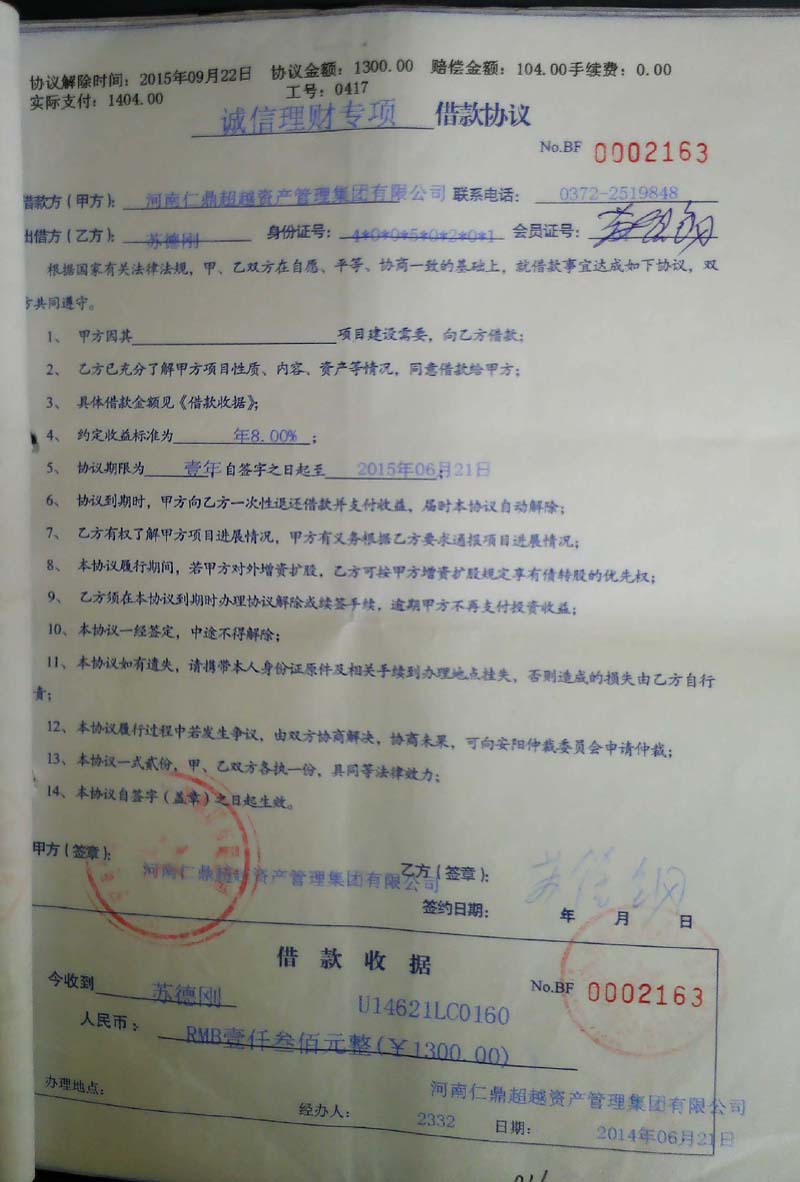 协议解除时间：2015年09月22日 协议金额：1300.00 赔偿金额：104.00手续费：0.00
实际支付：1404.00 工号：0417
诚信理财专项 借款协议
No.BF 0002163
借款方（甲方）：河南仁鼎超越资产管理集团有限公司 联系电话：0372-2519848
出借方（乙方）：苏德刚 身份证号：4*0*0*5*0*2*0*1 会员证号：
根据国家有关法律法规，甲、乙双方在自愿、平等、协商一致的基础上，就借款事宜达成如下协议，双
方共同遵守。
1、 甲方因其 项目建设需要，向乙方借款；
2、 乙方已充分了解甲方项目性质、内容、资产等情况，同意借款给甲方；
3、 具体借款金额见《借款收据》；
4、 约定收益标准为 年8.00% ；
5、 协议期限为 壹年，自签字之日起至 2015年06月21日；
6、 协议到期时，甲方向乙方一次性退还借款并支付收益，届时本协议自动解除；
7、 乙方有权了解甲方项目进展情况，甲方有义务根据乙方要求通报项目进展情况；
8、 本协议履行期间，若甲方对外增资扩股，乙方可按甲方增资扩股规定享有债转股的优先权；
9、 乙方须在本协议到期时办理协议解除或续签手续，逾期甲方不再支付投资收益；
10、本协议一经签定，中途不得解除；
11、本协议如有遗失，请携带本人身份证原件及相关手续到办理地点挂失，否则造成的损失由乙方自行
责；
12、本协议履行过程中若发生争议，由双方协商解决，协商未果，可向安阳仲裁委员会申请仲裁；
13、本协议一式贰份，甲、乙双方各执一份，具同等法律效力；
14、本协议自签字（盖章）之日起生效。
甲方（签章）： 河南仁鼎超越资产管理集团有限公司 乙方（签章）：
签约日期： 年 月 日
借款收据
今收到 苏德刚 U14621LC0160 No.BF 0002163
人民币： RMB壹仟叁佰元整(￥1300.00)
办理地点： 河南仁鼎超越资产管理集团有限公司
经办人： 2332 日期： 2014年06月21日